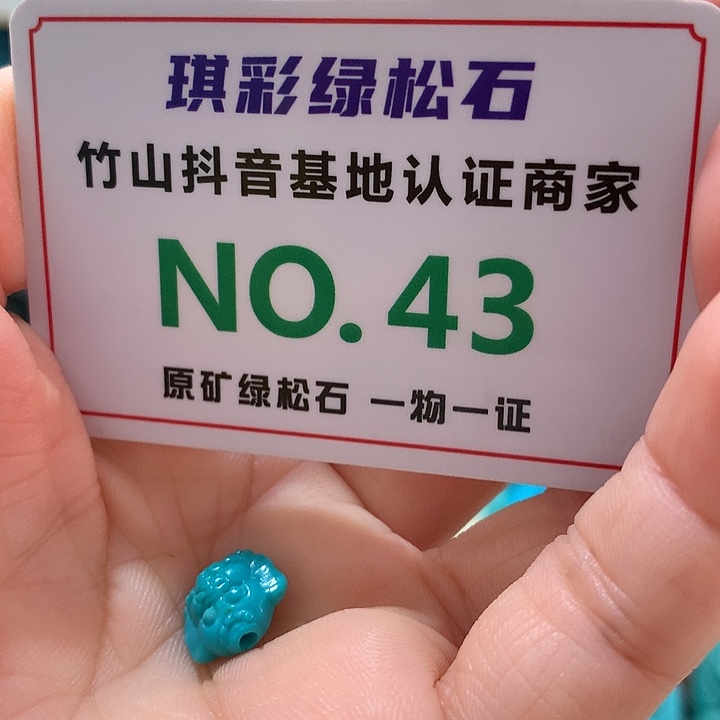 琪彩绿松石
竹山抖音基地认证商家
NO.43
原矿绿松石 一物一证